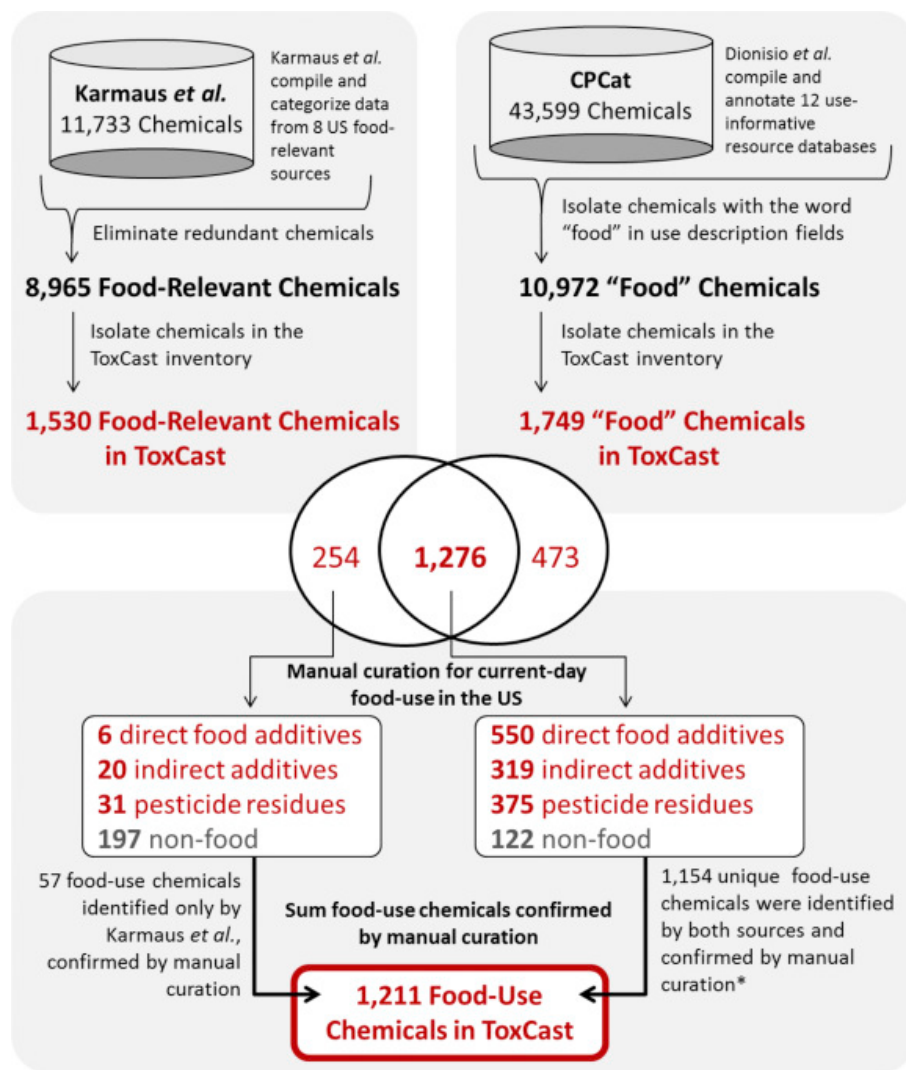 Karmaus et al.
11,733 Chemicals
Karmaus et al.
compile and
categorize data
from 8 US food-
relevant
sources
Eliminate redundant chemicals
8,965 Food-Relevant Chemicals
Isolate chemicals in the
ToxCast inventory
1,530 Food-Relevant Chemicals
in ToxCast
CPCat
43,599 Chemicals
Dionisio et al.
compile and
annotate 12 use-
informative
resource databases
Isolate chemicals with the word
“food” in use description fields
10,972 “Food” Chemicals
Isolate chemicals in the
ToxCast inventory
1,749 “Food” Chemicals
in ToxCast
254
1,276
473
Manual curation for current-day
food-use in the US
6 direct food additives
20 indirect additives
31 pesticide residues
197 non-food
550 direct food additives
319 indirect additives
375 pesticide residues
122 non-food
57 food-use chemicals
identified only by
Karmaus et al.,
confirmed by manual
curation
Sum food-use chemicals confirmed
by manual curation
1,154 unique food-use
chemicals were identified
by both sources and
confirmed by manual
curation*
1,211 Food-Use
Chemicals in ToxCast